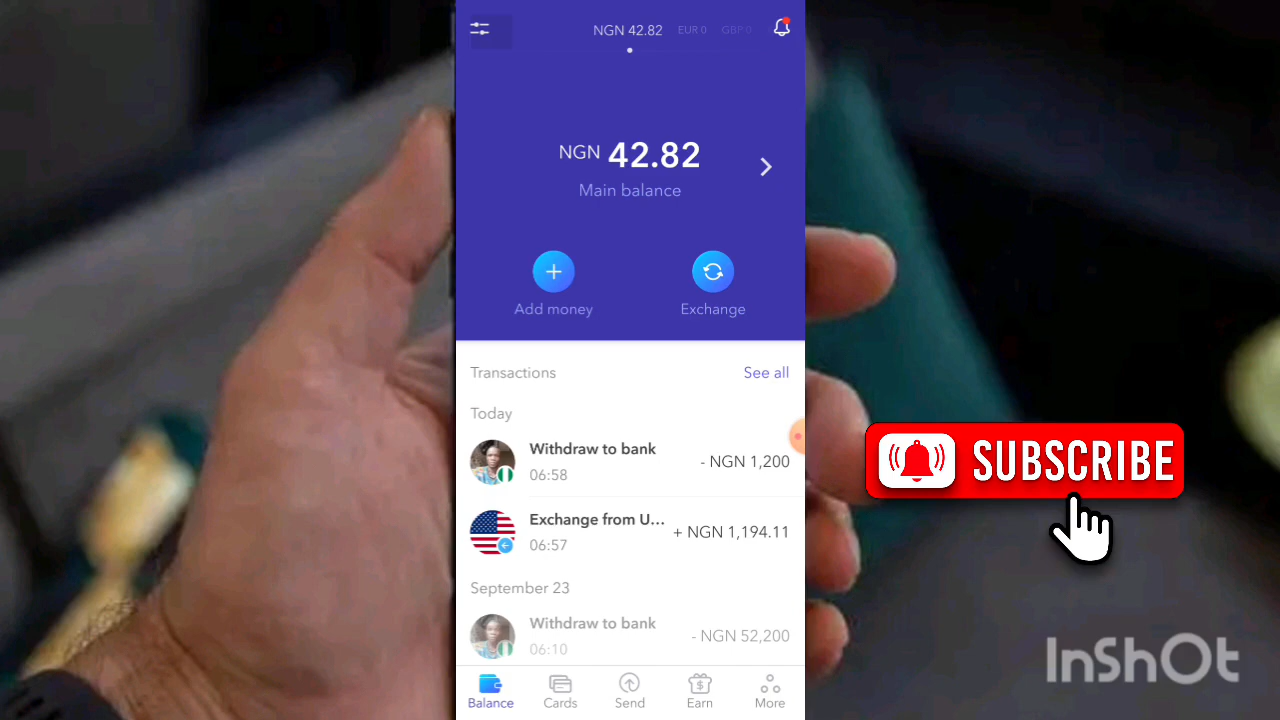 NGN 42.82 EUR 0 GBP 0
NGN 42.82
Main balance
Add money Exchange
Transactions See all
Today
Withdraw to bank
- NGN 1,200
06:58
Exchange from U...
+ NGN 1,194.11
06:57
September 23
Withdraw to bank
- NGN 52,200
06:10
Balance Cards Send Earn More
SUBSCRIBE
InShOt